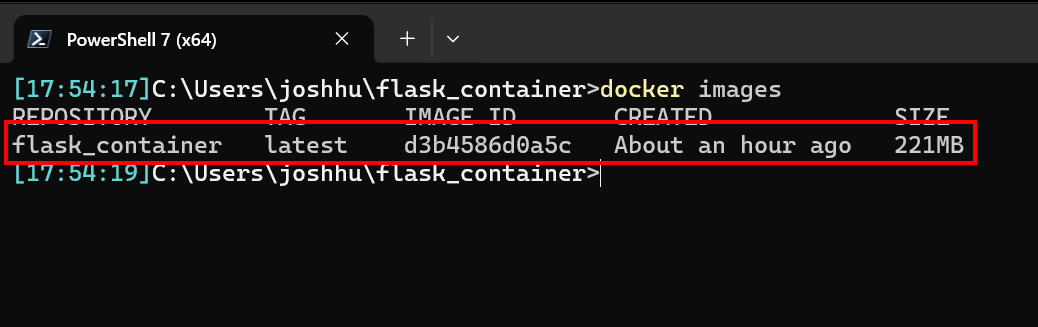 PowerShell 7 (x64)
[17:54:17]C:\Users\joshhu\flask_container>docker images
REPOSITORY TAG IMAGE ID CREATED SIZE
flask_container latest d3b4586d0a5c About an hour ago 221MB
[17:54:19]C:\Users\joshhu\flask_container>